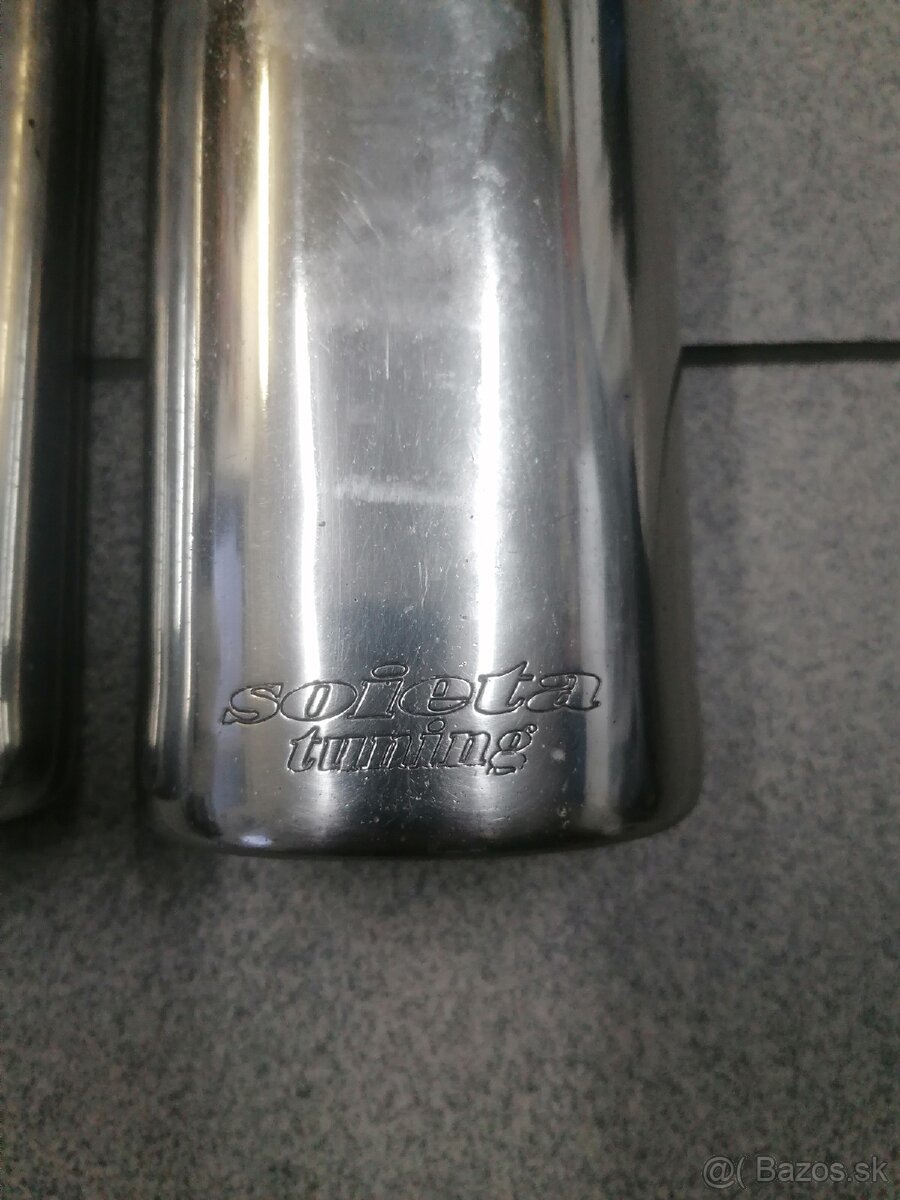 soieta
tuning
@( Bazos.sk